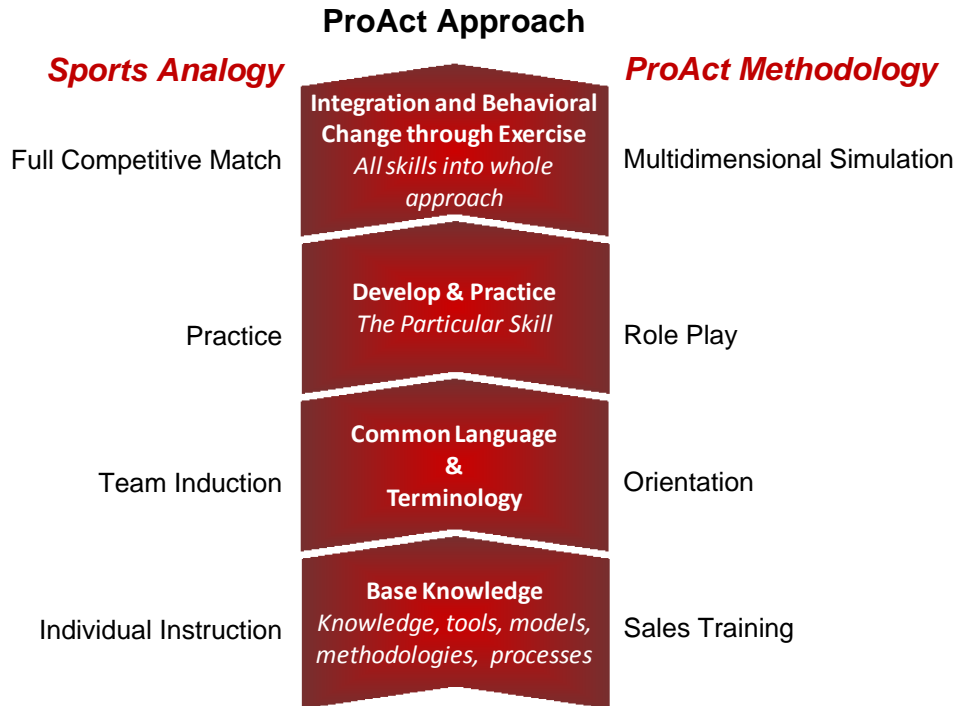 ProAct Approach
Sports Analogy
ProAct Methodology
Integration and Behavioral
Change through Exercise
All skills into whole
approach
Full Competitive Match
Multidimensional Simulation
Develop & Practice
The Particular Skill
Practice
Role Play
Common Language
&
Terminology
Team Induction
Orientation
Base Knowledge
Knowledge, tools, models,
methodologies, processes
Individual Instruction
Sales Training